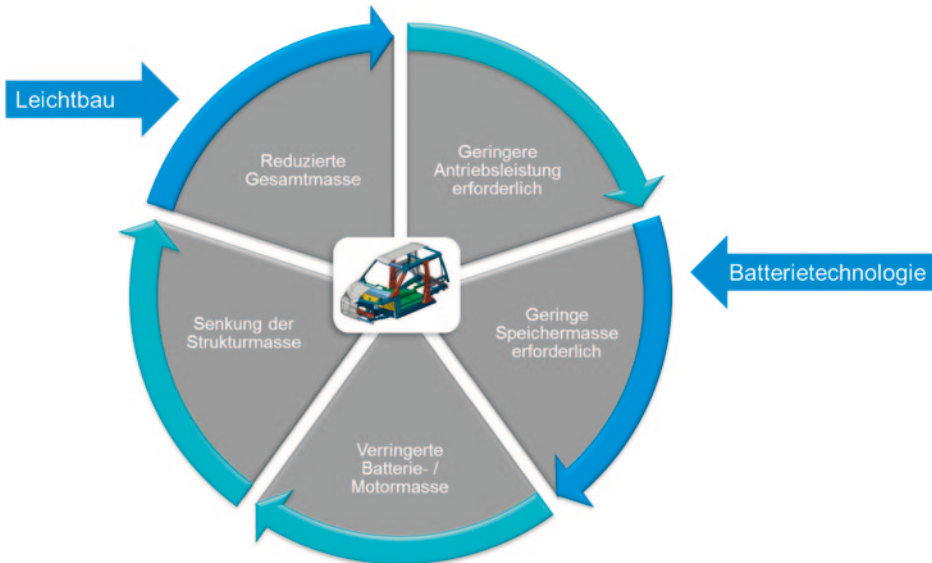 Leichtbau
Reduzierte
Gesamtmasse
Geringere
Antriebsleistung
erforderlich
Batterietechnologie
Geringe
Speichermasse
erforderlich
Verringerte
Batterie- /
Motormasse
Senkung der
Strukturmasse